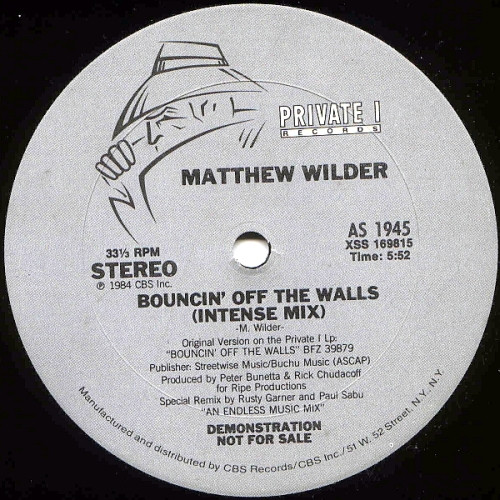 PRIVATE I
RECORDS
MATTHEW WILDER
33⅓ RPM
STEREO
℗ 1984 CBS Inc.
AS 1945
XSS 169815
Time: 5:52
BOUNCIN' OFF THE WALLS
(INTENSE MIX)
-M. Wilder-
Original Version on the Private I Lp:
"BOUNCIN' OFF THE WALLS" BFZ 39879
Publisher: Streetwise Music/Buchu Music (ASCAP)
Produced by Peter Bunetta & Rick Chudacoff
for Ripe Productions
Special Remix by Rusty Garner and Paul Sabu
"AN ENDLESS MUSIC MIX"
DEMONSTRATION
NOT FOR SALE
Manufactured and distributed by CBS Records/CBS Inc./51 W. 52 Street, N.Y., N.Y.